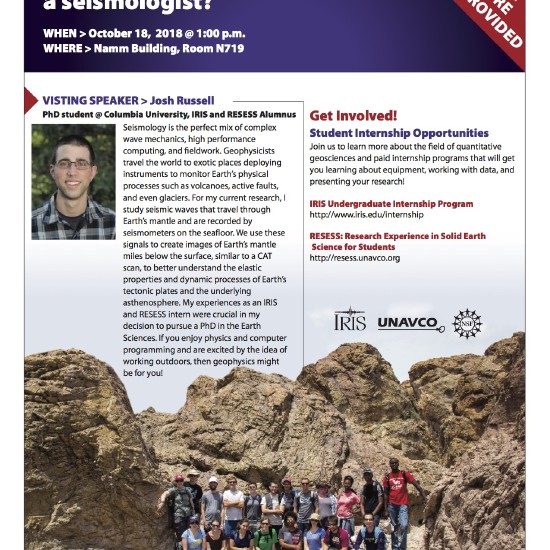 a seismologist?
WHEN > October 18, 2018 @ 1:00 p.m.
WHERE > Namm Building, Room N719
RE
PROVIDED
VISTING SPEAKER > Josh Russell
PhD student @ Columbia University, IRIS and RESESS Alumnus
Seismology is the perfect mix of complex
wave mechanics, high performance
computing, and fieldwork. Geophysicists
travel the world to exotic places deploying
instruments to monitor Earth's physical
processes such as volcanoes, active faults,
and even glaciers. For my current research, I
study seismic waves that travel through
Earth's mantle and are recorded by
seismometers on the seafloor. We use these
signals to create images of Earth's mantle
miles below the surface, similar to a CAT
scan, to better understand the elastic
properties and dynamic processes of Earth's
tectonic plates and the underlying
asthenosphere. My experiences as an IRIS
and RESESS intern were crucial in my
decision to pursue a PhD in the Earth
Sciences. If you enjoy physics and computer
programming and are excited by the idea of
working outdoors, then geophysics might
be for you!
Get Involved!
Student Internship Opportunities
Join us to learn more about the field of quantitative
geosciences and paid internship programs that will get
you learning about equipment, working with data, and
presenting your research!
IRIS Undergraduate Internship Program
http://www.iris.edu/internship
RESESS: Research Experience in Solid Earth
Science for Students
http://resess.unavco.org
IRIS
UNAVCO
NSF